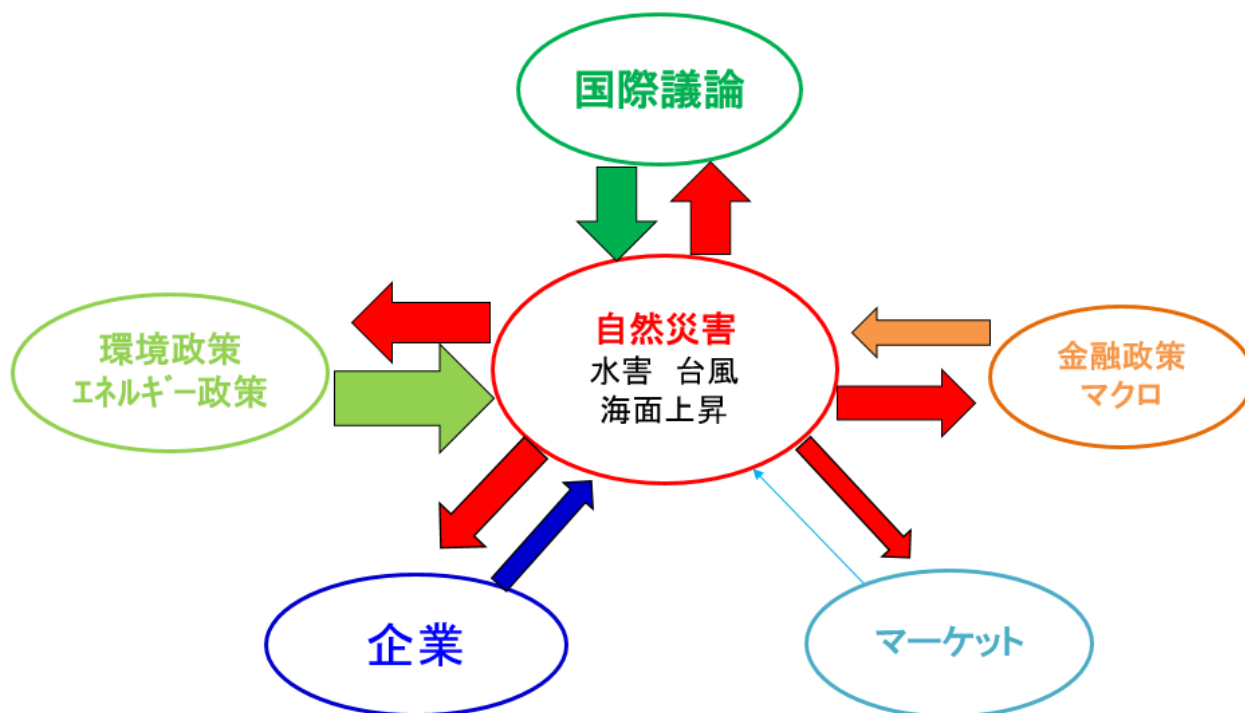 国際議論
自然災害
水害 台風
海面上昇
環境政策
ｴﾈﾙｷﾞｰ政策
金融政策
マクロ
企業
マーケット